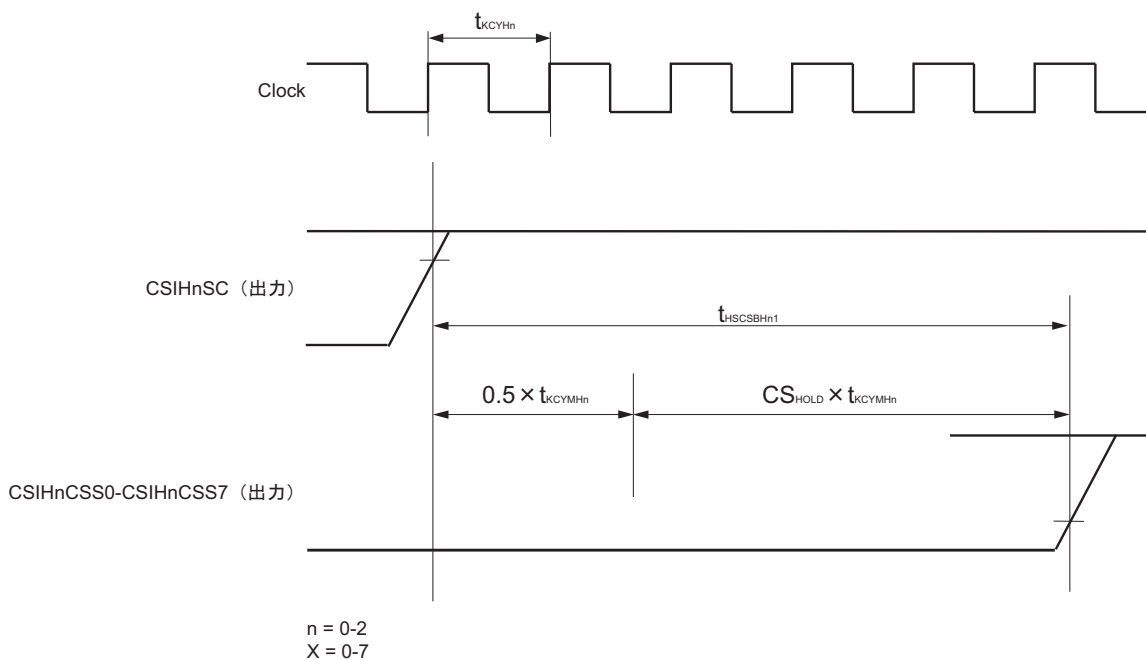 tKCYHn
Clock
CSIHnSC（出力）
tHSCSBHn1
0.5 × tKCYMHn
CSHOLD × tKCYMHn
CSIHnCSS0-CSIHnCSS7（出力）
n = 0-2
X = 0-7